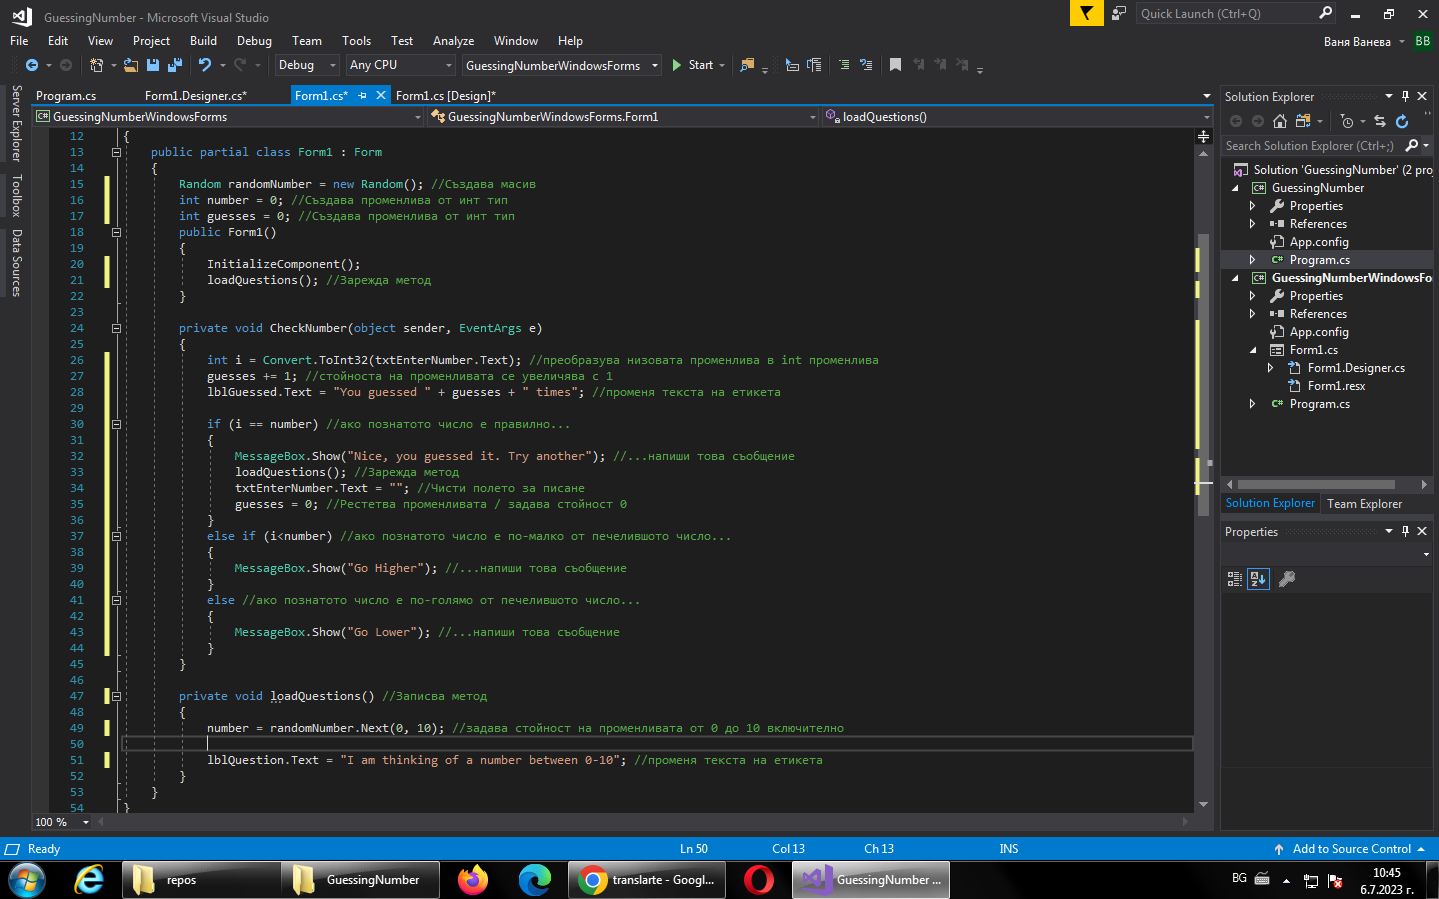 GuessingNumber - Microsoft Visual Studio
Quick Launch (Ctrl+Q)
File Edit View Project Build Debug Team Tools Test Analyze Window Help
Ваня Ванева BB
Debug Any CPU GuessingNumberWindowsForms Start
Server Explorer
Toolbox
Data Sources
Program.cs Form1.Designer.cs* Form1.cs* Form1.cs [Design]*
GuessingNumberWindowsForms GuessingNumberWindowsForms.Form1 loadQuestions()
12 {
13 public partial class Form1 : Form
14 {
15 Random randomNumber = new Random(); //Създава масив
16 int number = 0; //Създава променлива от инт тип
17 int guesses = 0; //Създава променлива от инт тип
18 public Form1()
19 {
20 InitializeComponent();
21 loadQuestions(); //Зарежда метод
22 }
23
24 private void CheckNumber(object sender, EventArgs e)
25 {
26 int i = Convert.ToInt32(txtEnterNumber.Text); //преобразува низовата променлива в int променлива
27 guesses += 1; //стойноста на променливата се увеличява с 1
28 lblGuessed.Text = "You guessed " + guesses + " times"; //променя текста на етикета
29
30 if (i == number) //ако познатото число е правилно...
31 {
32 MessageBox.Show("Nice, you guessed it. Try another"); //...напиши това съобщение
33 loadQuestions(); //Зарежда метод
34 txtEnterNumber.Text = ""; //Чисти полето за писане
35 guesses = 0; //Рестетва променливата / задава стойност 0
36 }
37 else if (i<number) //ако познатото число е по-малко от печелившото число...
38 {
39 MessageBox.Show("Go Higher"); //...напиши това съобщение
40 }
41 else //ако познатото число е по-голямо от печелившото число...
42 {
43 MessageBox.Show("Go Lower"); //...напиши това съобщение
44 }
45 }
46
47 private void loadQuestions() //Записва метод
48 {
49 number = randomNumber.Next(0, 10); //задава стойност на променливата от 0 до 10 включително
50
51 lblQuestion.Text = "I am thinking of a number between 0-10"; //променя текста на етикета
52 }
53 }
54 }
100 %
Solution Explorer
Search Solution Explorer (Ctrl+;)
Solution 'GuessingNumber' (2 proj
GuessingNumber
Properties
References
App.config
Program.cs
GuessingNumberWindowsFo
Properties
References
App.config
Form1.cs
Form1.Designer.cs
Form1.resx
Program.cs
Solution Explorer Team Explorer
Properties
Ready Ln 50 Col 13 Ch 13 INS Add to Source Control
repos GuessingNumber translarte - Googl... GuessingNumber ... BG 10:45
6.7.2023 г.